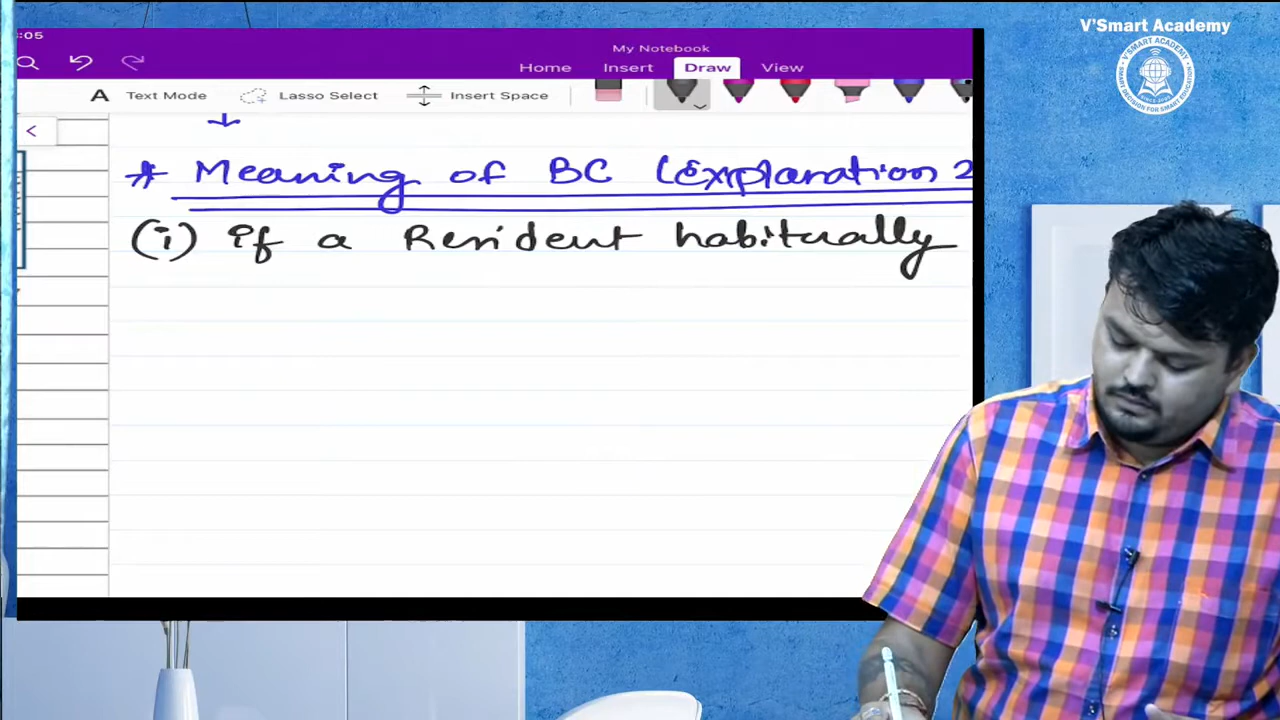 V'Smart Academy
:05
My Notebook
Home Insert Draw View
A Text Mode Lasso Select Insert Space
* Meaning of BC (Explanation 2
(i) if a Resident habitually